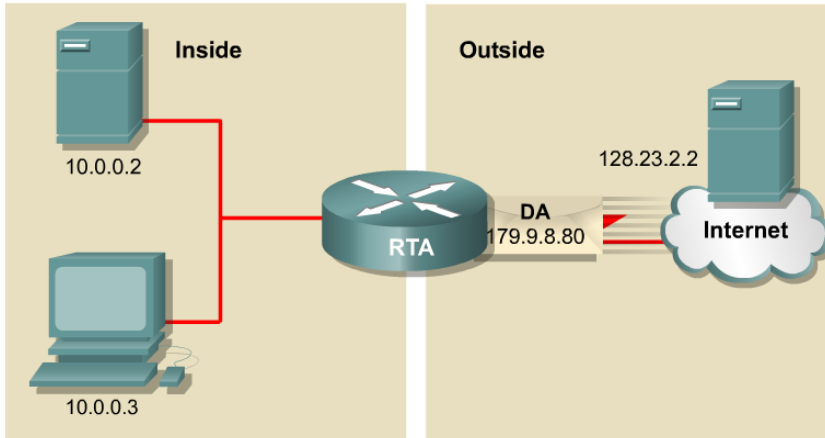 Inside
Outside
10.0.0.2
128.23.2.2
DA
179.9.8.80
Internet
RTA
10.0.0.3